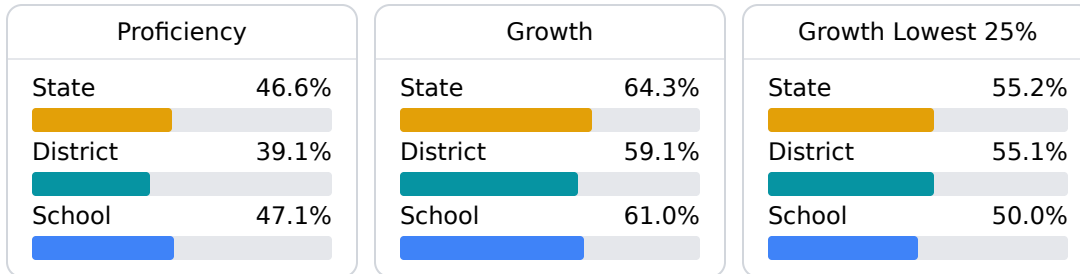 Proficiency
State 46.6%
District 39.1%
School 47.1%
Growth
State 64.3%
District 59.1%
School 61.0%
Growth Lowest 25%
State 55.2%
District 55.1%
School 50.0%